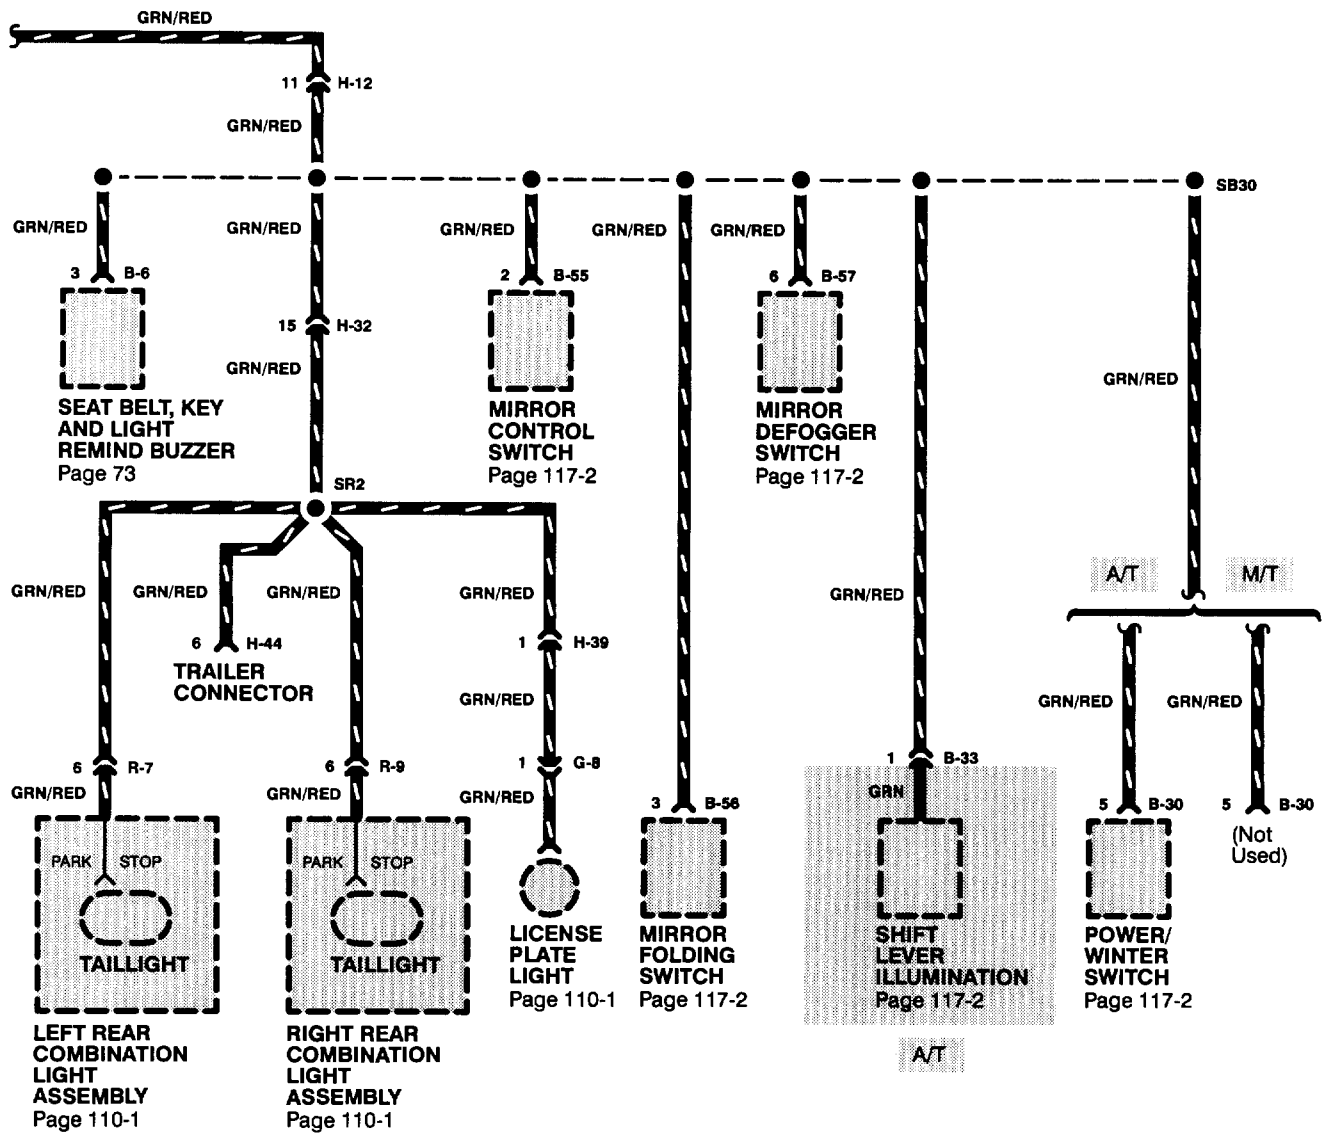 GRN/RED
11 H-12
GRN/RED
SB30
GRN/RED
GRN/RED
GRN/RED
GRN/RED
GRN/RED
3 B-6
2 B-55
6 B-57
15 H-32
GRN/RED
GRN/RED
SEAT BELT, KEY
AND LIGHT
REMIND BUZZER
Page 73
MIRROR
CONTROL
SWITCH
Page 117-2
MIRROR
DEFOGGER
SWITCH
Page 117-2
SR2
A/T
M/T
GRN/RED
GRN/RED
GRN/RED
GRN/RED
GRN/RED
6 H-44
TRAILER
CONNECTOR
1 H-39
GRN/RED
GRN/RED
GRN/RED
6 R-7
6 R-9
1 G-8
1 B-33
GRN/RED
GRN/RED
GRN/RED
GRN
3 B-56
5 B-30
5 B-30
(Not
Used)
PARK STOP
TAILLIGHT
PARK STOP
TAILLIGHT
LICENSE
PLATE
LIGHT
Page 110-1
MIRROR
FOLDING
SWITCH
Page 117-2
SHIFT
LEVER
ILLUMINATION
Page 117-2
POWER/
WINTER
SWITCH
Page 117-2
LEFT REAR
COMBINATION
LIGHT
ASSEMBLY
Page 110-1
RIGHT REAR
COMBINATION
LIGHT
ASSEMBLY
Page 110-1
A/T